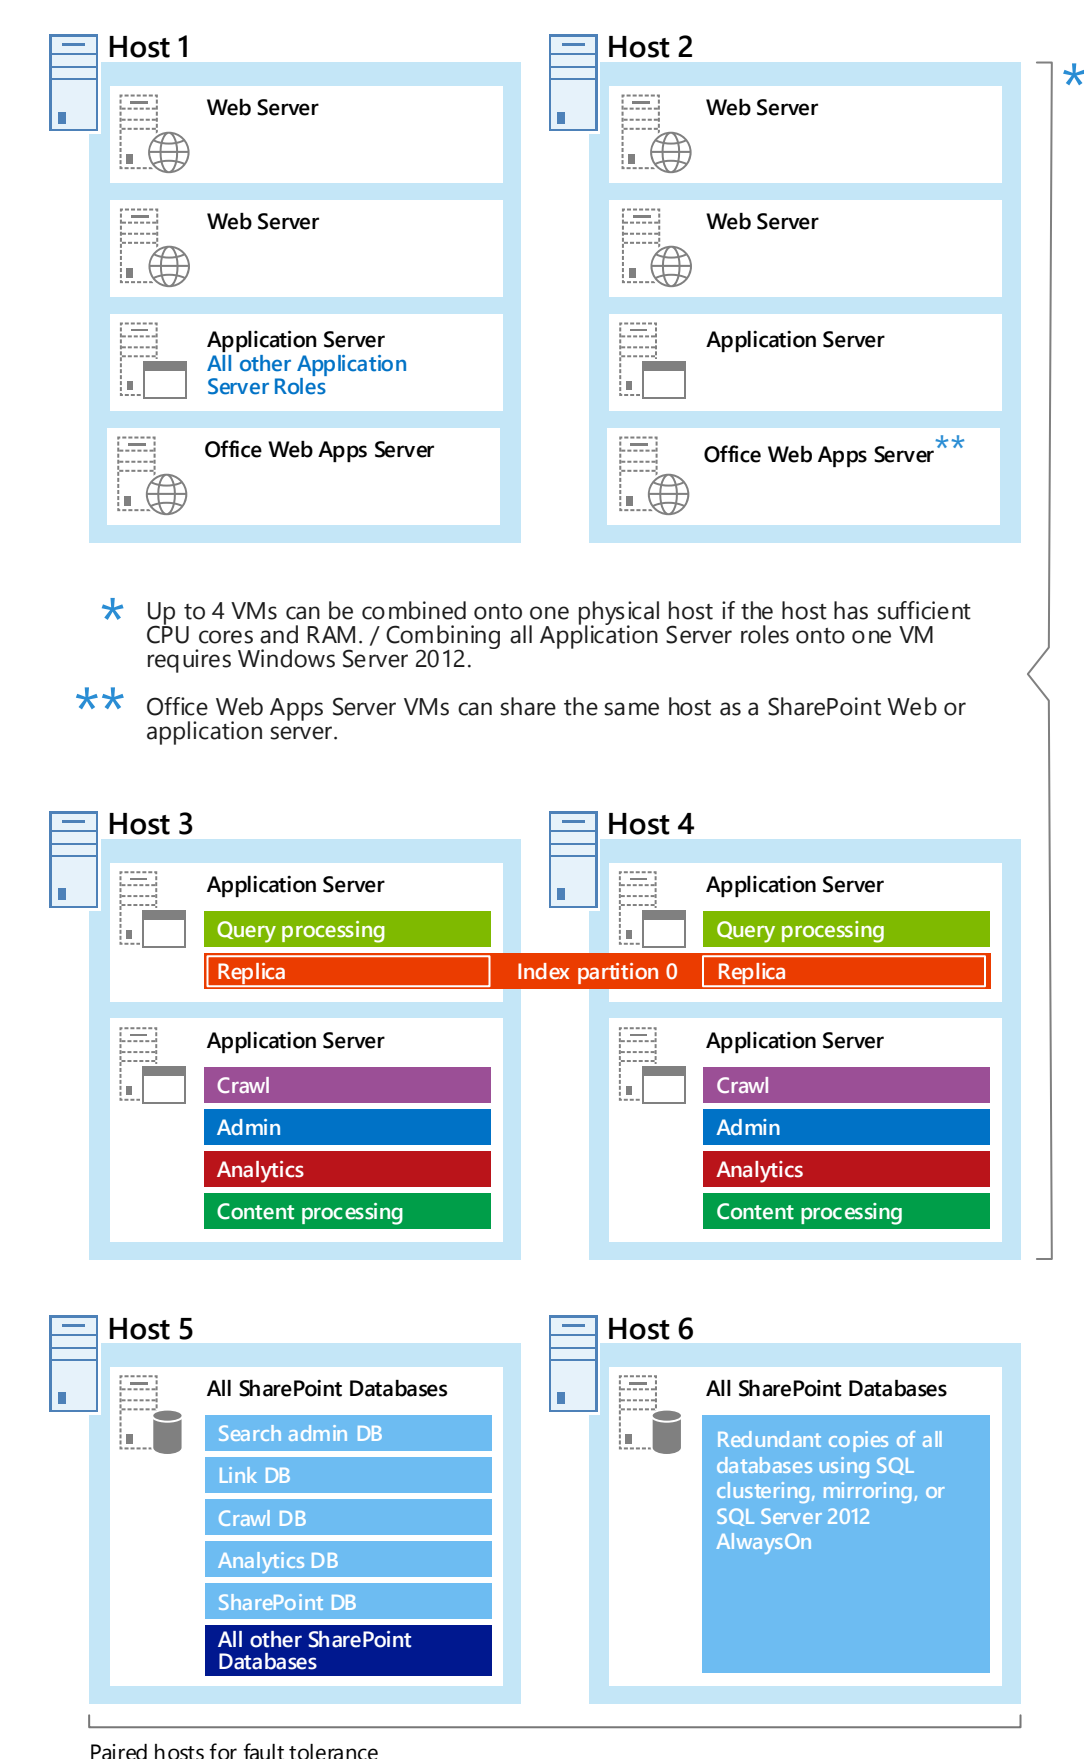 Host 1
Host 2
*
Web Server
Web Server
Web Server
Web Server
Application Server
All other Application
Server Roles
Application Server
Office Web Apps Server
Office Web Apps Server**
* Up to 4 VMs can be combined onto one physical host if the host has sufficient
CPU cores and RAM. / Combining all Application Server roles onto one VM
requires Windows Server 2012.
** Office Web Apps Server VMs can share the same host as a SharePoint Web or
application server.
Host 3
Host 4
Application Server
Query processing
Application Server
Query processing
Replica
Index partition 0
Replica
Application Server
Crawl
Admin
Analytics
Content processing
Application Server
Crawl
Admin
Analytics
Content processing
Host 5
Host 6
All SharePoint Databases
Search admin DB
Link DB
Crawl DB
Analytics DB
SharePoint DB
All other SharePoint
Databases
All SharePoint Databases
Redundant copies of all
databases using SQL
clustering, mirroring, or
SQL Server 2012
AlwaysOn
Paired hosts for fault tolerance